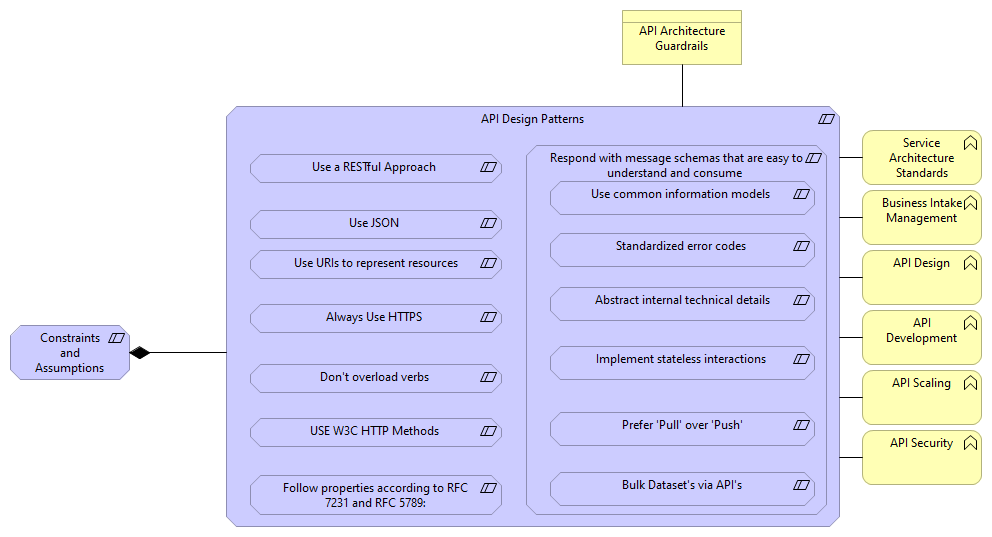 API Architecture
Guardrails
API Design Patterns
Use a RESTful Approach
Use JSON
Use URIs to represent resources
Always Use HTTPS
Don't overload verbs
USE W3C HTTP Methods
Follow properties according to RFC
7231 and RFC 5789:
Respond with message schemas that are easy to
understand and consume
Use common information models
Standardized error codes
Abstract internal technical details
Implement stateless interactions
Prefer 'Pull' over 'Push'
Bulk Dataset's via API's
Constraints
and
Assumptions
Service
Architecture
Standards
Business Intake
Management
API Design
API
Development
API Scaling
API Security